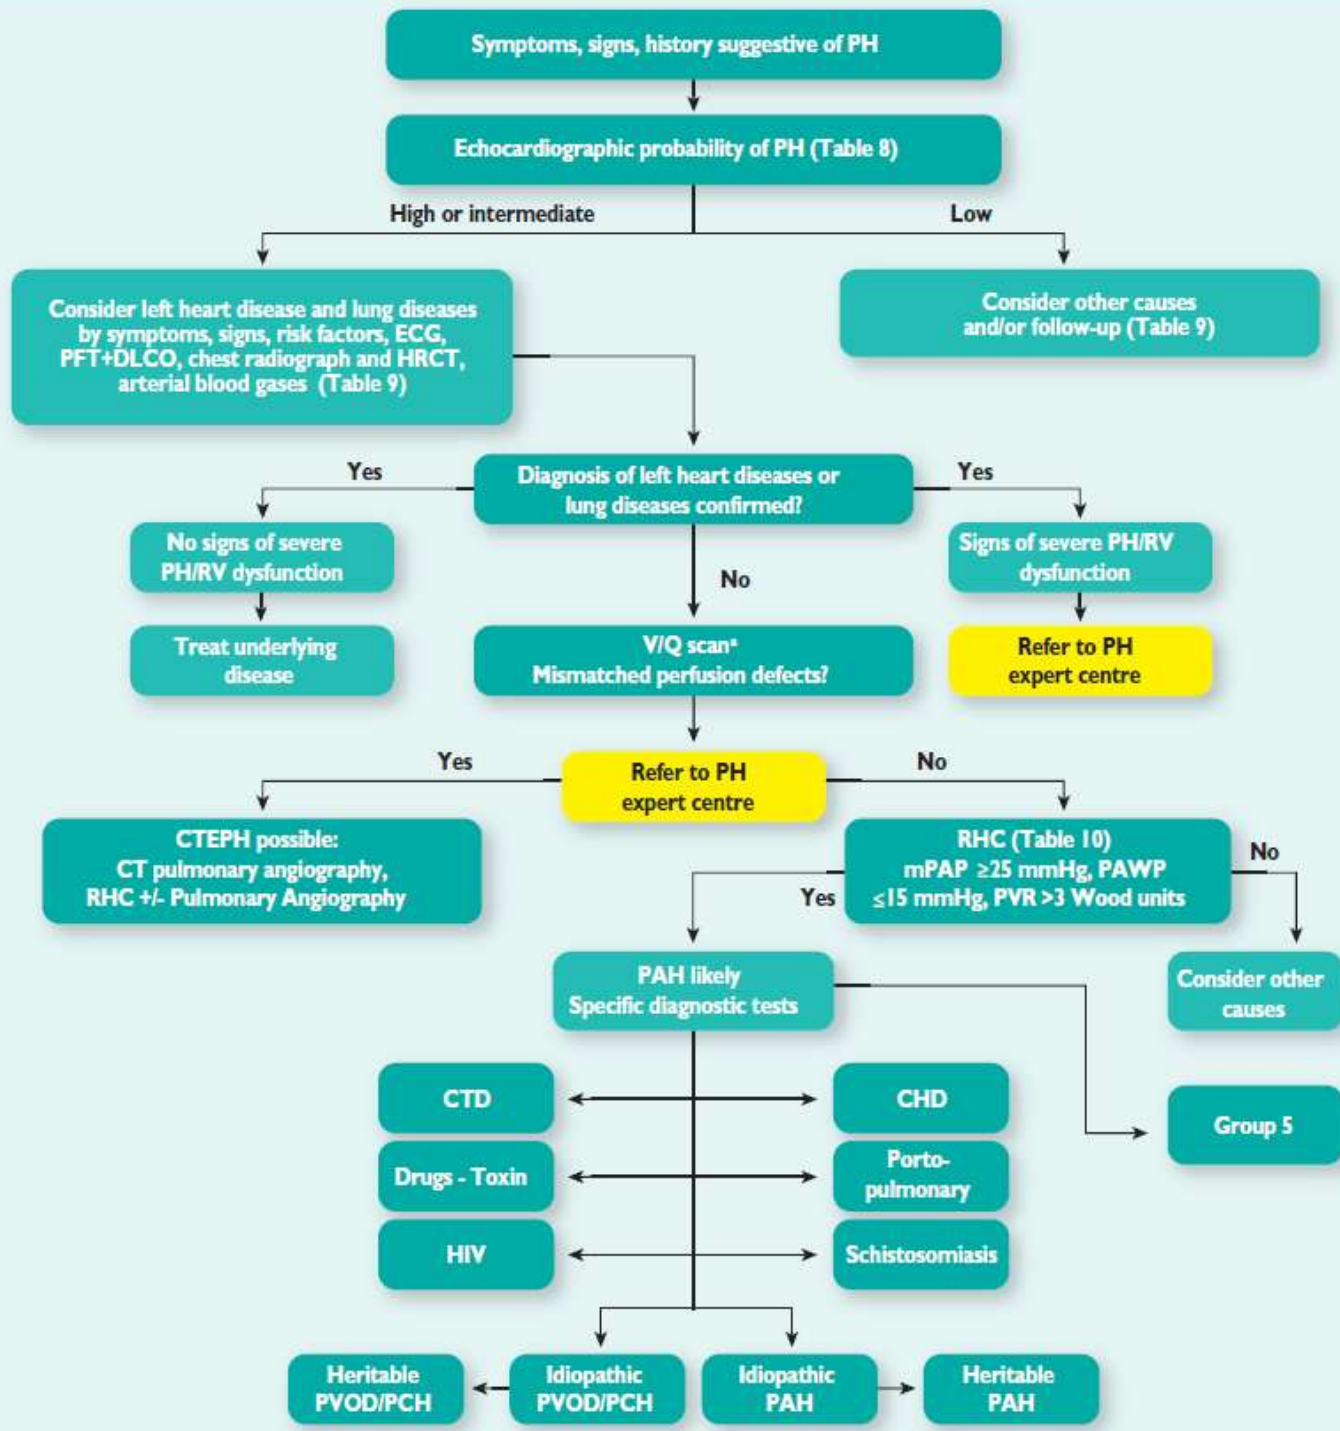 Symptoms, signs, history suggestive of PH
Echocardiographic probability of PH (Table 8)
High or intermediate
Low
Consider left heart disease and lung diseases
by symptoms, signs, risk factors, ECG,
PFT+DLCO, chest radiograph and HRCT,
arterial blood gases (Table 9)
Consider other causes
and/or follow-up (Table 9)
Yes
Diagnosis of left heart diseases or
lung diseases confirmed?
Yes
No signs of severe
PH/RV dysfunction
Signs of severe PH/RV
dysfunction
No
Treat underlying
disease
V/Q scanᵃ
Mismatched perfusion defects?
Refer to PH
expert centre
Yes
Refer to PH
expert centre
No
CTEPH possible:
CT pulmonary angiography,
RHC +/- Pulmonary Angiography
RHC (Table 10)
mPAP ≥25 mmHg, PAWP
≤15 mmHg, PVR >3 Wood units
No
Yes
PAH likely
Specific diagnostic tests
Consider other
causes
CTD
CHD
Group 5
Drugs - Toxin
Porto-
pulmonary
HIV
Schistosomiasis
Heritable
PVOD/PCH
Idiopathic
PVOD/PCH
Idiopathic
PAH
Heritable
PAH